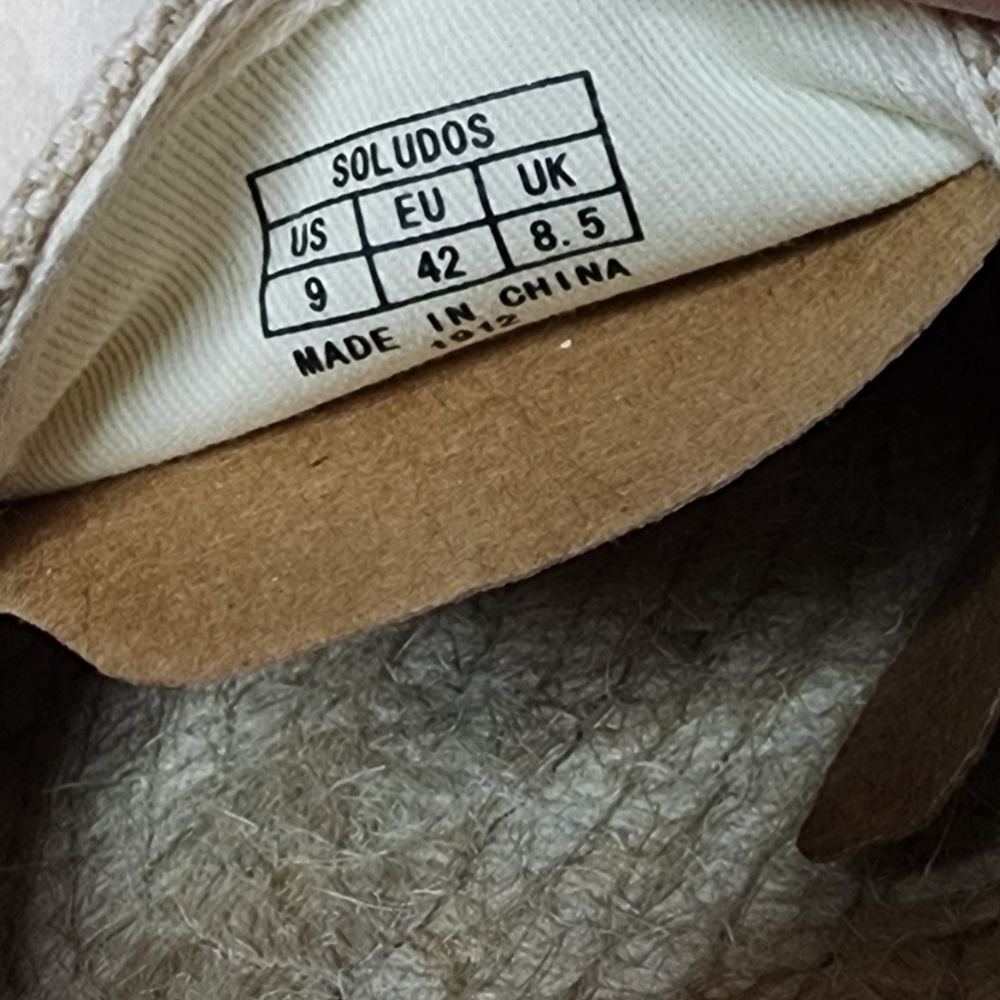 SOLUDOS
US EU UK
9 42 8.5
MADE IN CHINA
1912